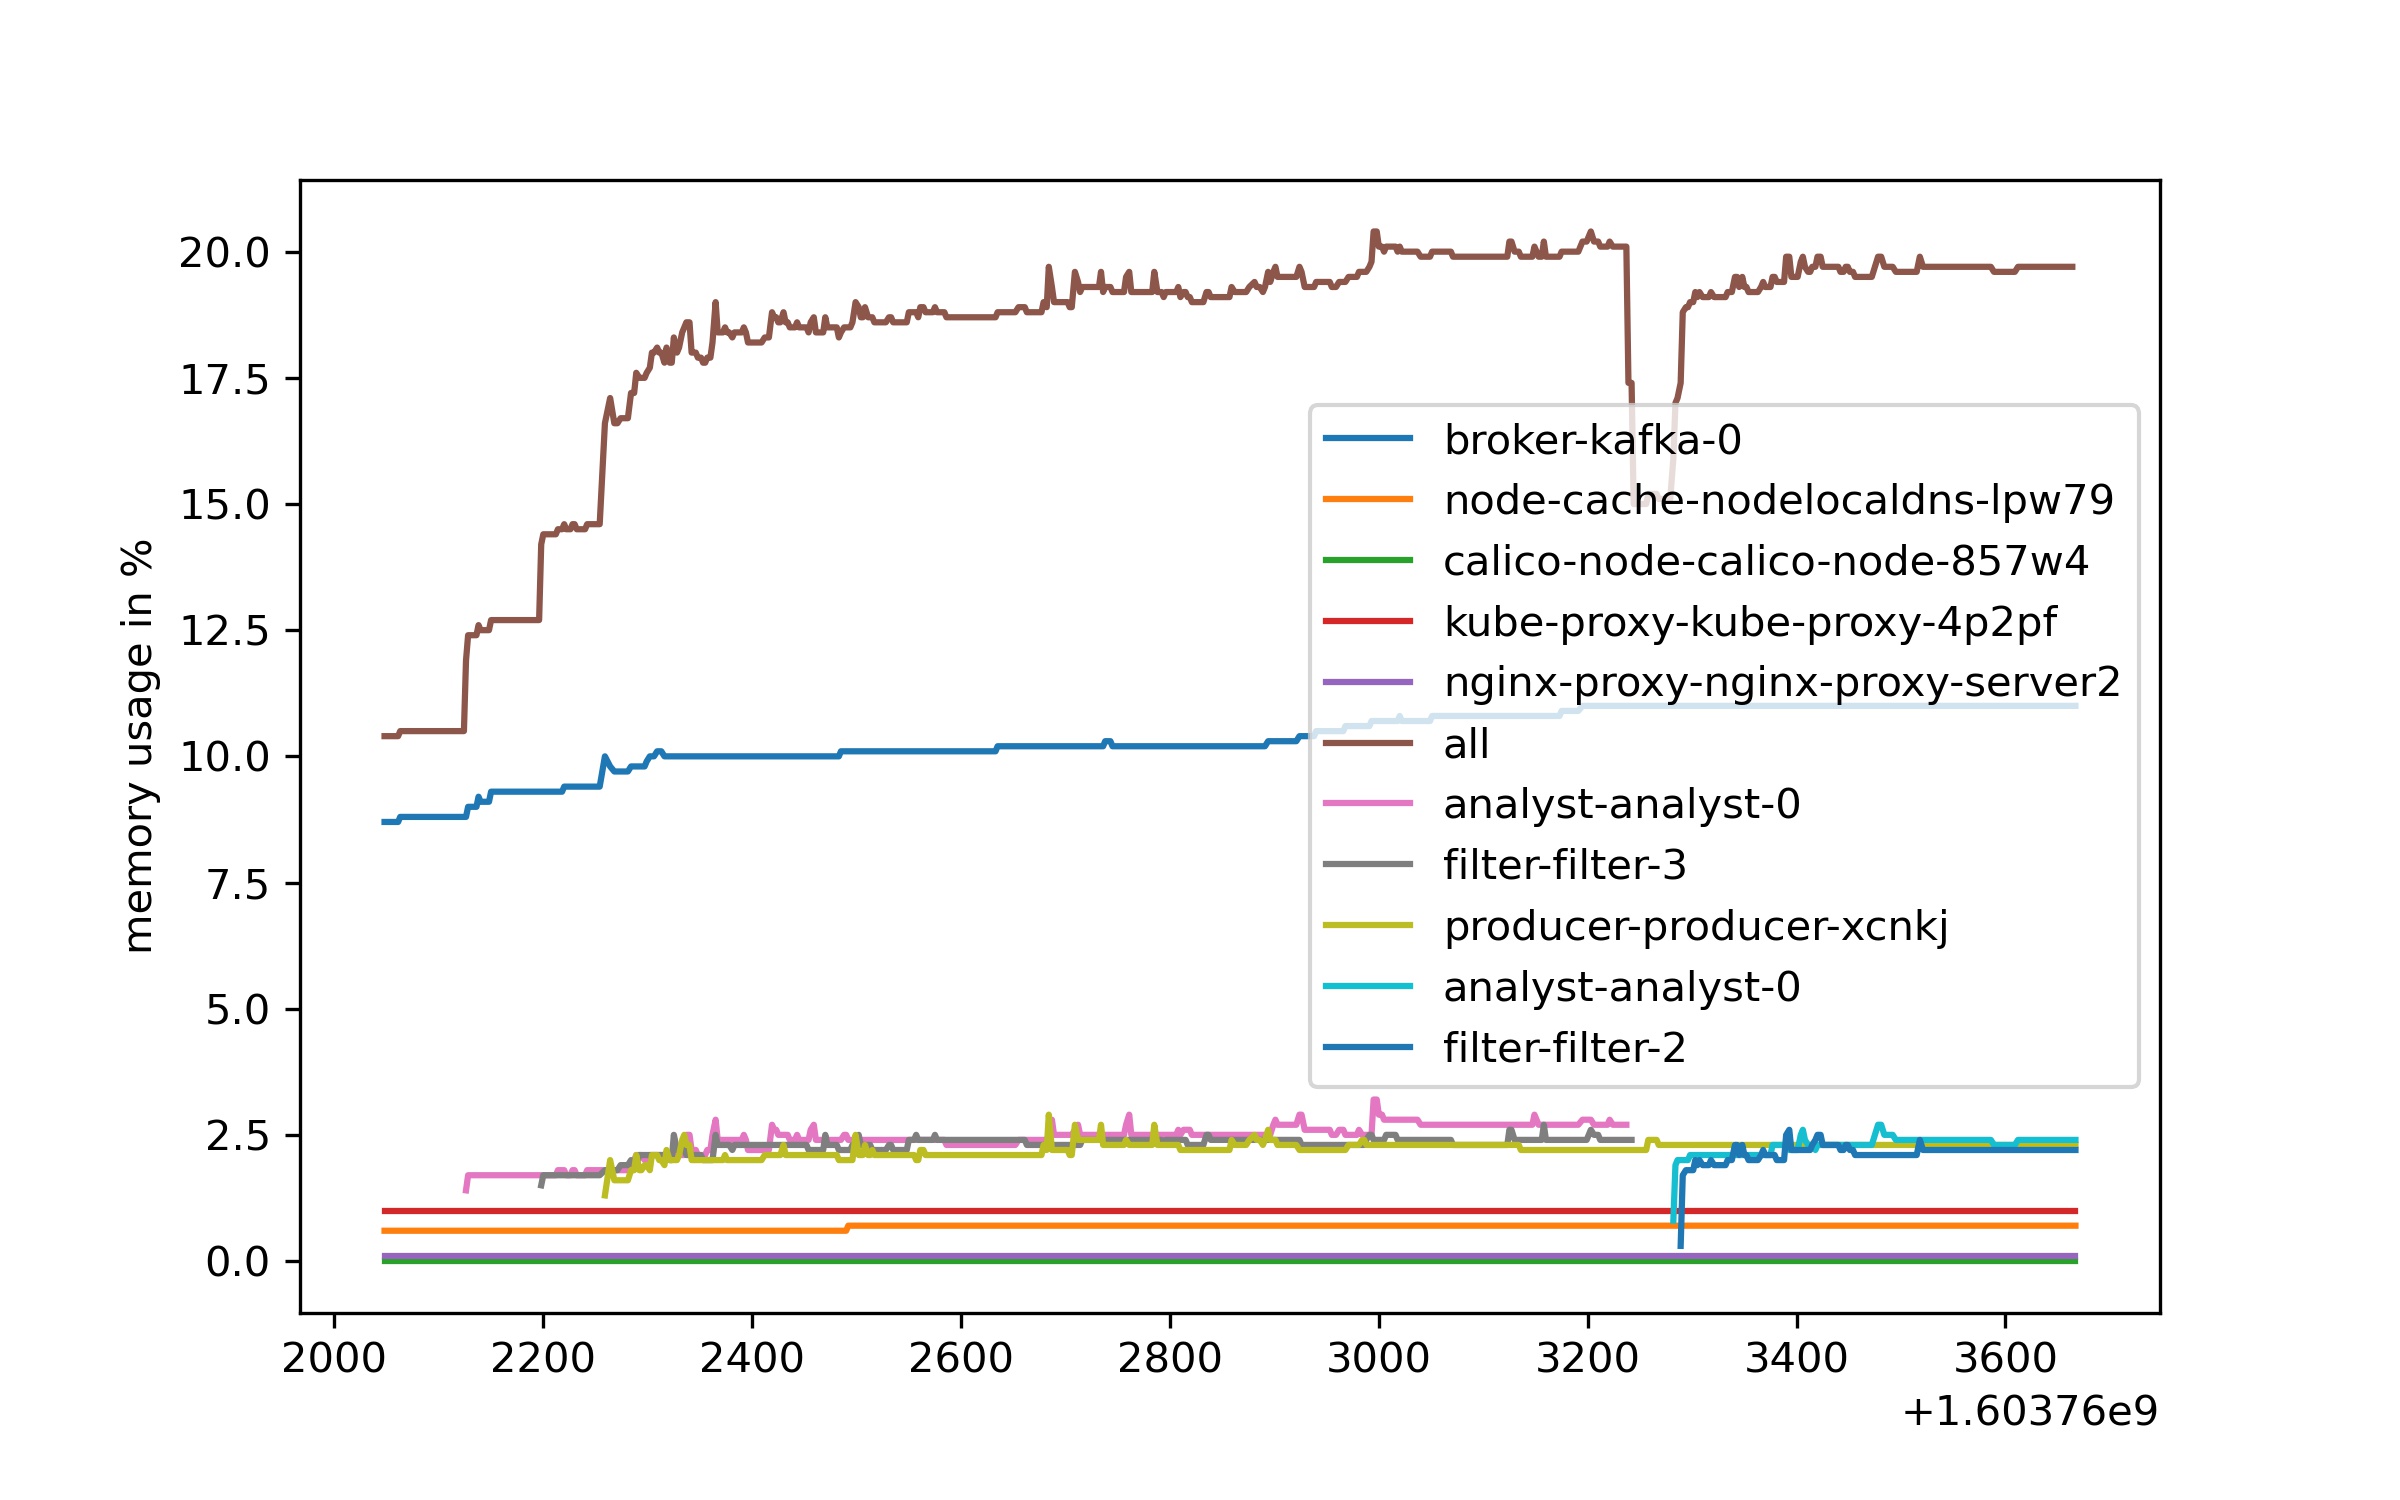 20.0
17.5
15.0
12.5
10.0
7.5
5.0
2.5
0.0
memory usage in %
broker-kafka-0
node-cache-nodelocaldns-lpw79
calico-node-calico-node-857w4
kube-proxy-kube-proxy-4p2pf
nginx-proxy-nginx-proxy-server2
all
analyst-analyst-0
filter-filter-3
producer-producer-xcnkj
analyst-analyst-0
filter-filter-2
2000 2200 2400 2600 2800 3000 3200 3400 3600
+1.60376e9